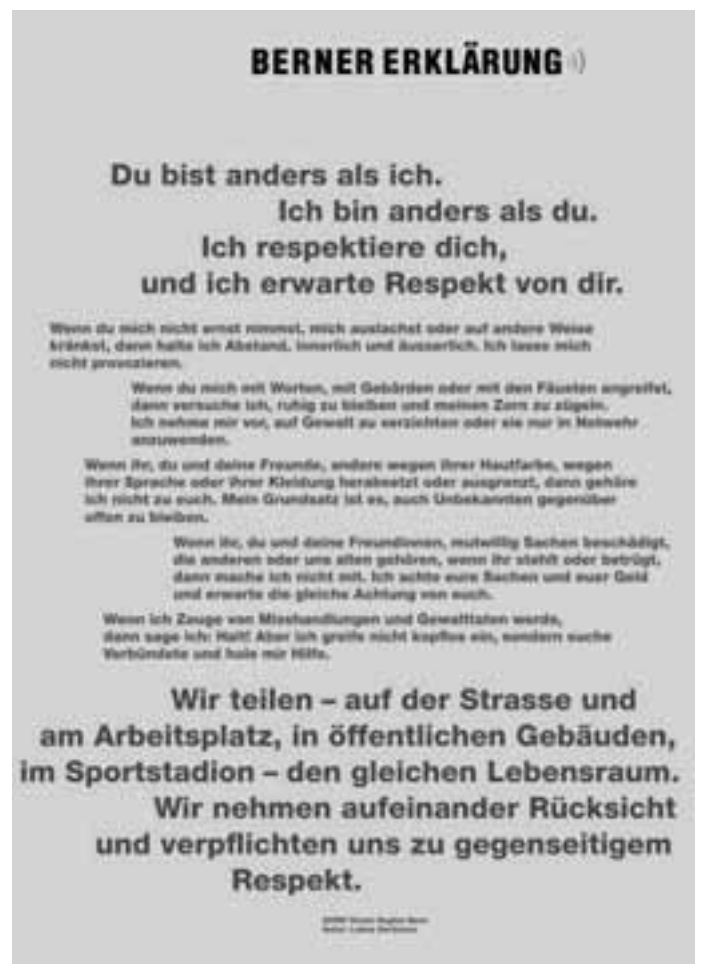 BERNER ERKLÄRUNG
Du bist anders als ich.
Ich bin anders als du.
Ich respektiere dich,
und ich erwarte Respekt von dir.
Wenn du mich nicht ernst nimmst, mich auslachst oder auf andere Weise
kränkst, dann halte ich Abstand, innerlich und äusserlich. Ich lasse mich
nicht provozieren.
Wenn du mich mit Worten, mit Gebärden oder mit den Fäusten angreifst,
dann versuche ich, ruhig zu bleiben und meinen Zorn zu zügeln.
Ich nehme mir vor, auf Gewalt zu verzichten oder sie nur in Notwehr
anzuwenden.
Wenn ihr, du und deine Freunde, andere wegen ihrer Hautfarbe, wegen
ihrer Sprache oder ihrer Kleidung herabsetzt oder ausgrenzt, dann gehöre
ich nicht zu euch. Mein Grundsatz ist es, auch Unbekannten gegenüber
offen zu bleiben.
Wenn ihr, du und deine Freundinnen, mutwillig Sachen beschädigt,
die anderen oder uns allen gehören, wenn ihr stehlt oder betrügt,
dann mache ich nicht mit. Ich achte eure Sachen und euer Geld
und erwarte die gleiche Achtung von euch.
Wenn ich Zeuge von Misshandlungen und Gewalttaten werde,
dann sage ich: Halt! Aber ich greife nicht kopflos ein, sondern suche
Verbündete und hole mir Hilfe.
Wir teilen – auf der Strasse und
am Arbeitsplatz, in öffentlichen Gebäuden,
im Sportstadion – den gleichen Lebensraum.
Wir nehmen aufeinander Rücksicht
und verpflichten uns zu gegenseitigem
Respekt.